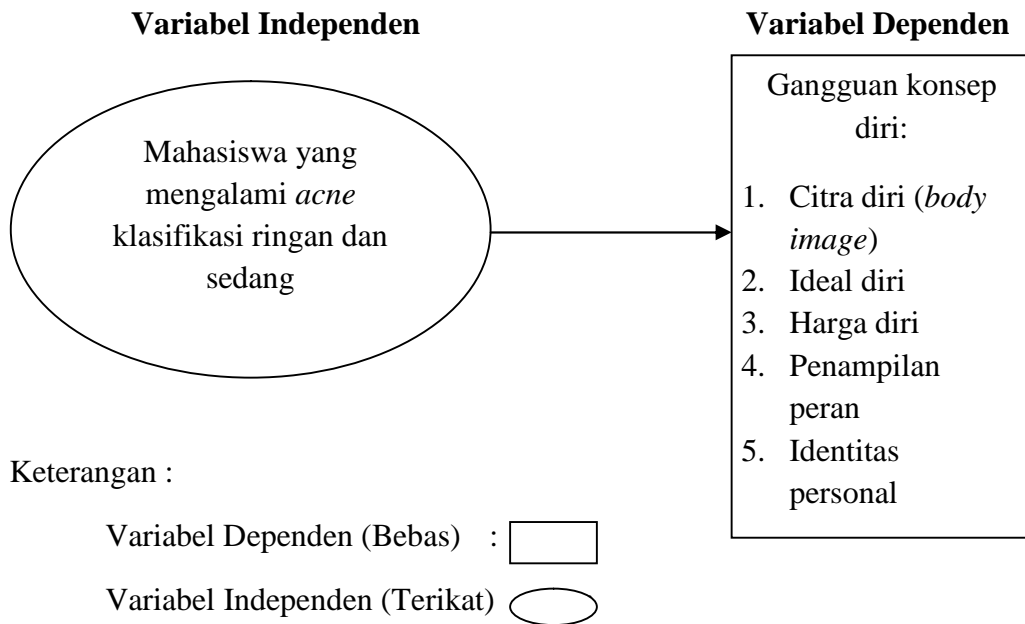 Variabel Independen
Variabel Dependen
Mahasiswa yang
mengalami acne
klasifikasi ringan dan
sedang
Gangguan konsep
diri:
1. Citra diri (body
image)
2. Ideal diri
3. Harga diri
4. Penampilan
peran
5. Identitas
personal
Keterangan :
Variabel Dependen (Bebas) :
Variabel Independen (Terikat)